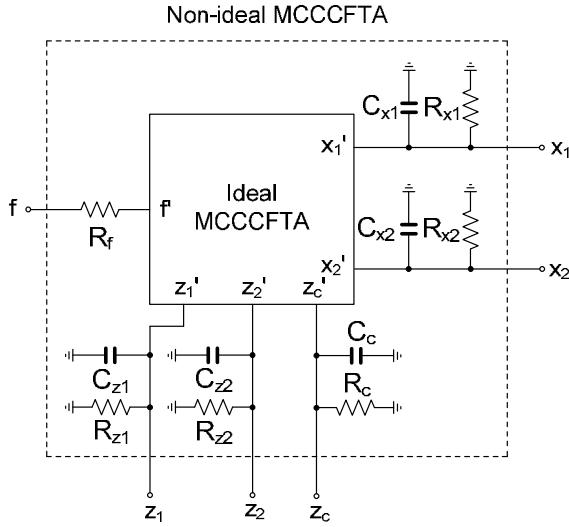 Non-ideal MCCCFTA
Cx1 Rx1
x1' x1
f f' Ideal
MCCCFTA
Rf
Cx2 Rx2
x2' x2
z1' z2' zc'
Cz1 Cz2 Cc
Rz1 Rz2 Rc
z1 z2 zc